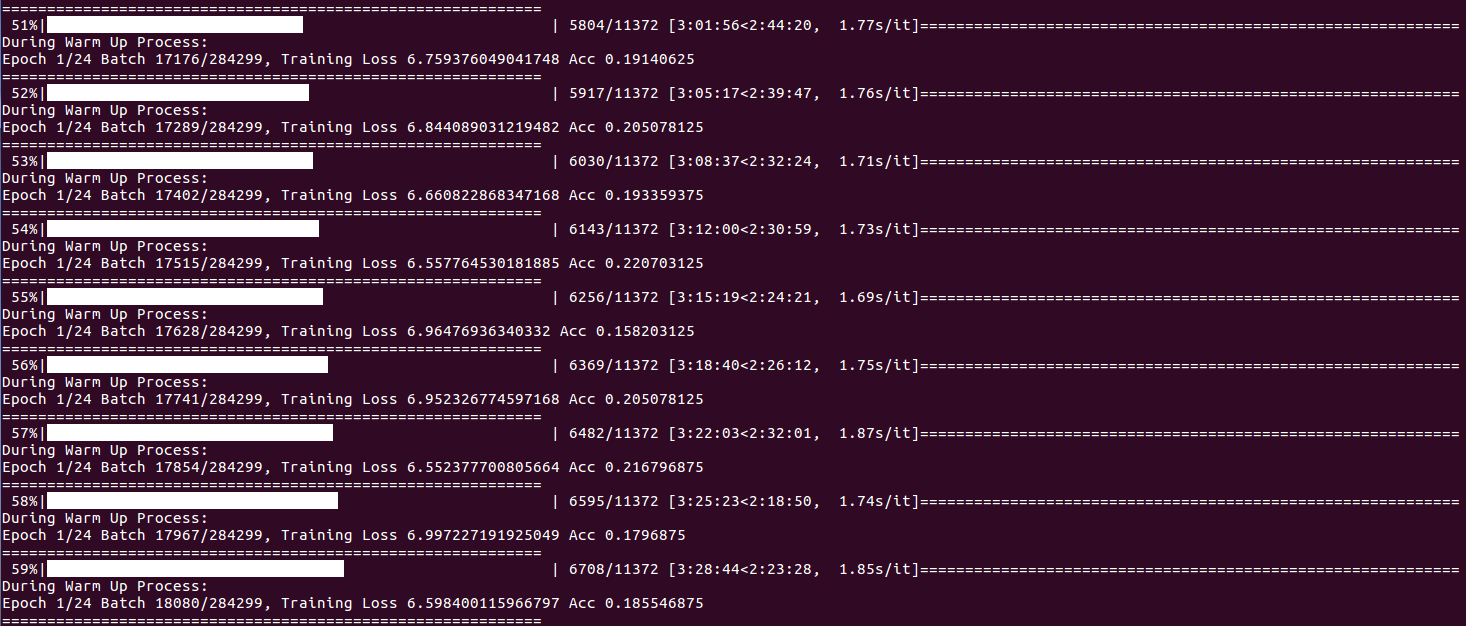 ============================================================
51%| | 5804/11372 [3:01:56<2:44:20, 1.77s/it]============================================================
During Warm Up Process:
Epoch 1/24 Batch 17176/284299, Training Loss 6.759376049041748 Acc 0.19140625
============================================================
52%| | 5917/11372 [3:05:17<2:39:47, 1.76s/it]============================================================
During Warm Up Process:
Epoch 1/24 Batch 17289/284299, Training Loss 6.844089031219482 Acc 0.205078125
============================================================
53%| | 6030/11372 [3:08:37<2:32:24, 1.71s/it]============================================================
During Warm Up Process:
Epoch 1/24 Batch 17402/284299, Training Loss 6.660822868347168 Acc 0.193359375
============================================================
54%| | 6143/11372 [3:12:00<2:30:59, 1.73s/it]============================================================
During Warm Up Process:
Epoch 1/24 Batch 17515/284299, Training Loss 6.557764530181885 Acc 0.220703125
============================================================
55%| | 6256/11372 [3:15:19<2:24:21, 1.69s/it]============================================================
During Warm Up Process:
Epoch 1/24 Batch 17628/284299, Training Loss 6.96476936340332 Acc 0.158203125
============================================================
56%| | 6369/11372 [3:18:40<2:26:12, 1.75s/it]============================================================
During Warm Up Process:
Epoch 1/24 Batch 17741/284299, Training Loss 6.952326774597168 Acc 0.205078125
============================================================
57%| | 6482/11372 [3:22:03<2:32:01, 1.87s/it]============================================================
During Warm Up Process:
Epoch 1/24 Batch 17854/284299, Training Loss 6.552377700805664 Acc 0.216796875
============================================================
58%| | 6595/11372 [3:25:23<2:18:50, 1.74s/it]============================================================
During Warm Up Process:
Epoch 1/24 Batch 17967/284299, Training Loss 6.997227191925049 Acc 0.1796875
============================================================
59%| | 6708/11372 [3:28:44<2:23:28, 1.85s/it]============================================================
During Warm Up Process:
Epoch 1/24 Batch 18080/284299, Training Loss 6.598400115966797 Acc 0.185546875
============================================================